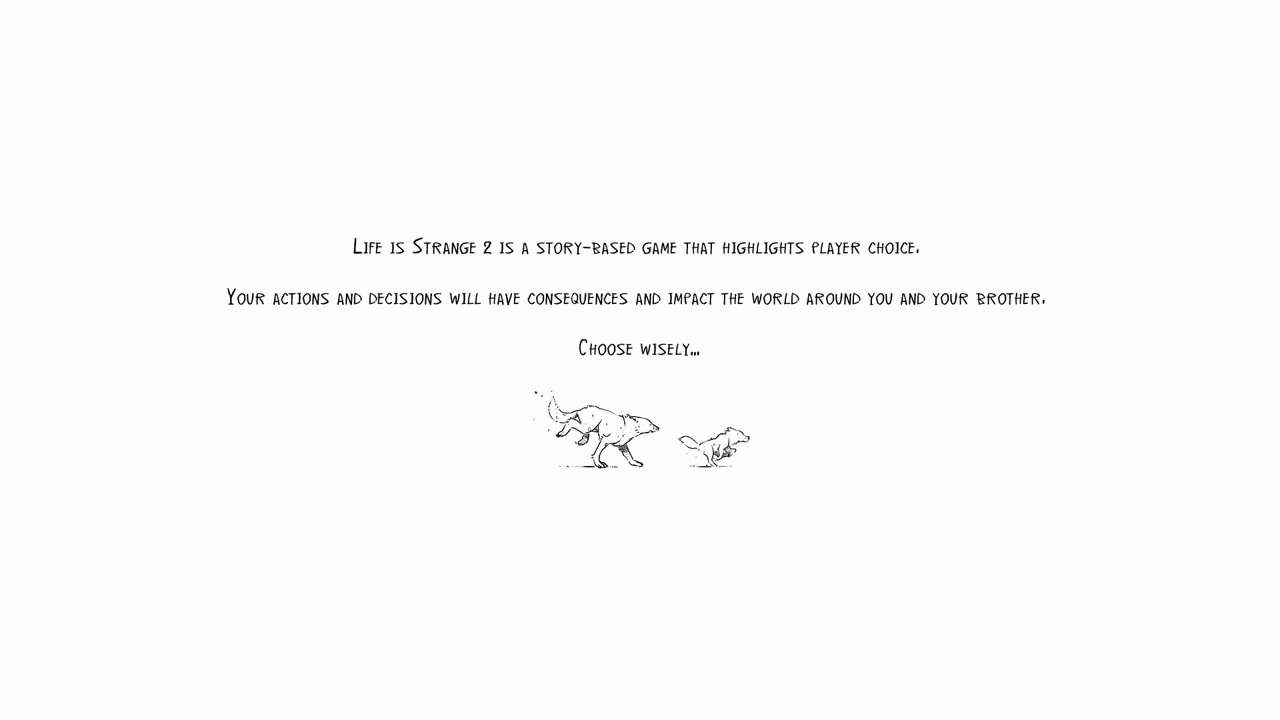 Life is Strange 2 is a story-based game that highlights player choice.
Your actions and decisions will have consequences and impact the world around you and your brother.
Choose wisely...